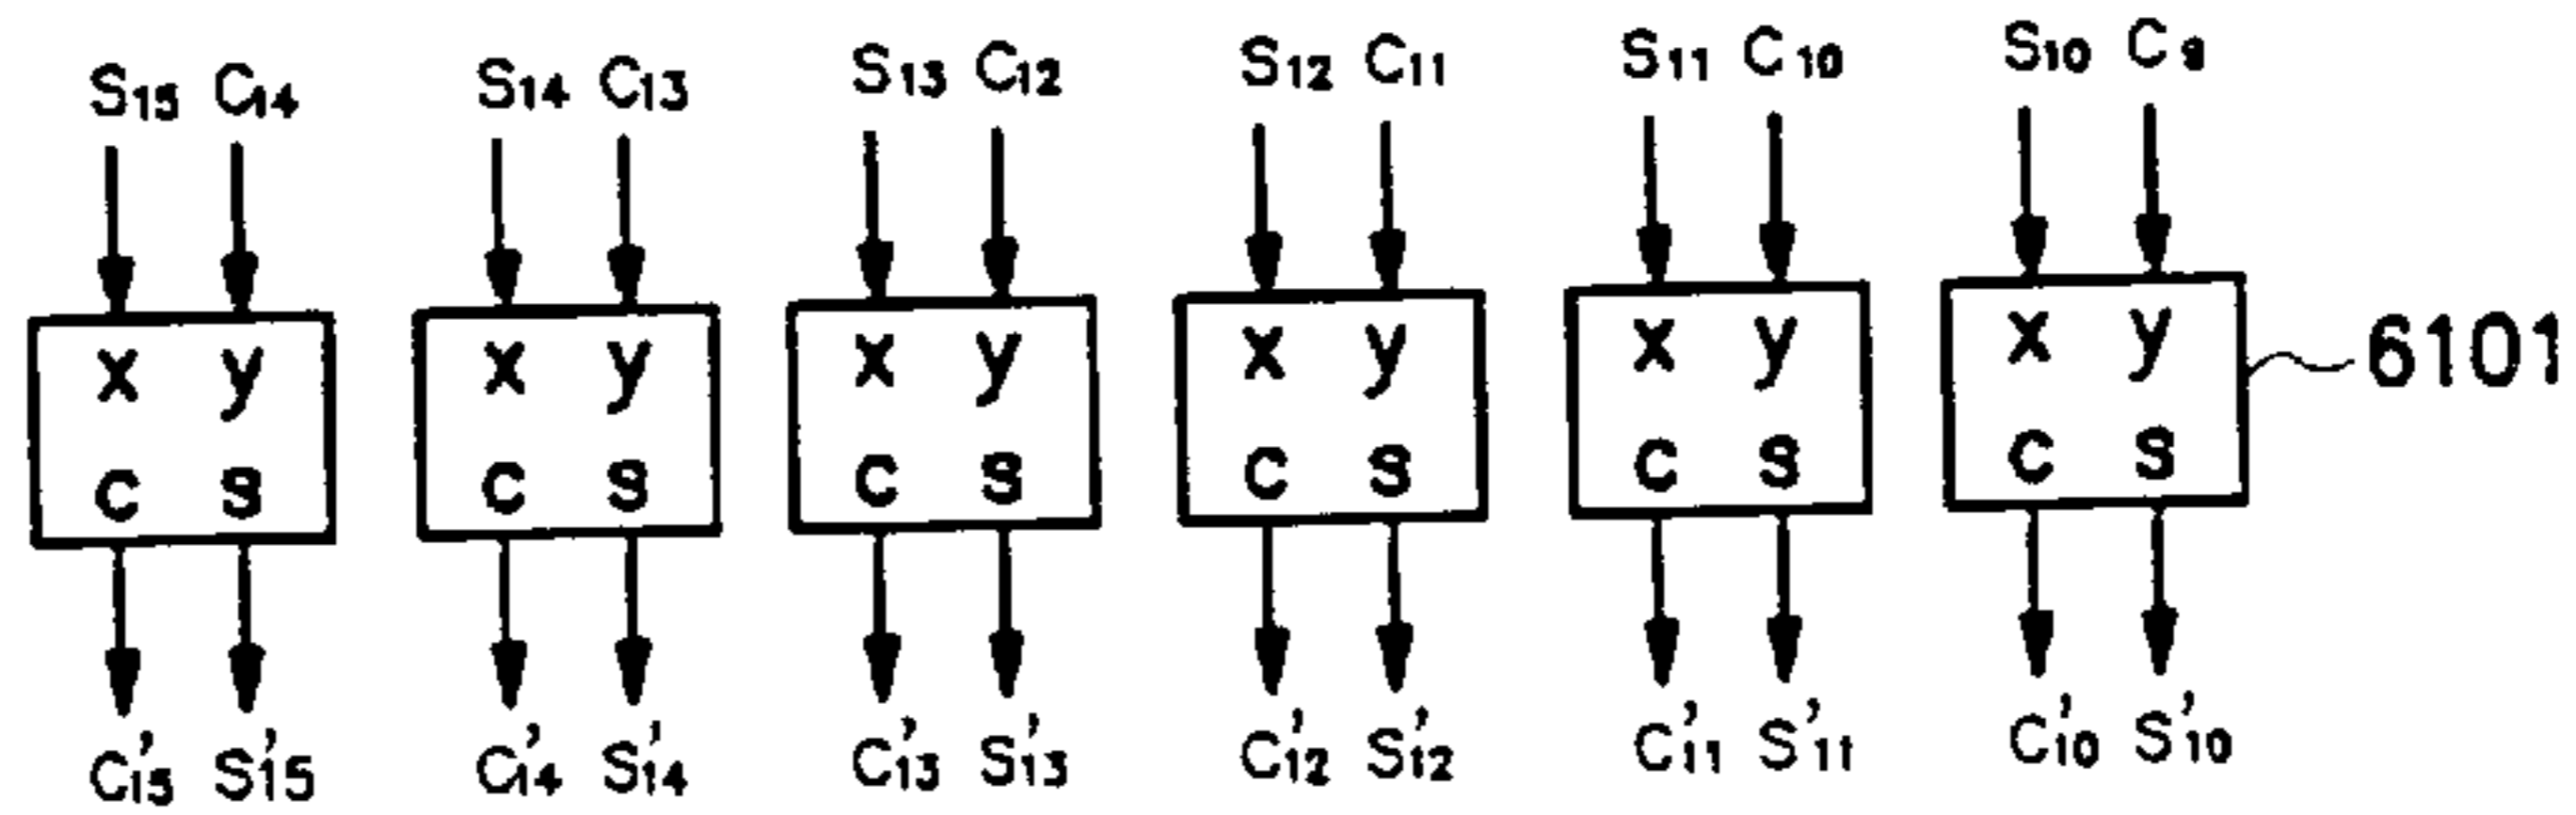 S₁₅ C₁₄ S₁₄ C₁₃ S₁₃ C₁₂ S₁₂ C₁₁ S₁₁ C₁₀ S₁₀ C₉
x y x y x y x y x y x y 6101
c s c s c s c s c s c s
C'₁₅ S'₁₅ C'₁₄ S'₁₄ C'₁₃ S'₁₃ C'₁₂ S'₁₂ C'₁₁ S'₁₁ C'₁₀ S'₁₀